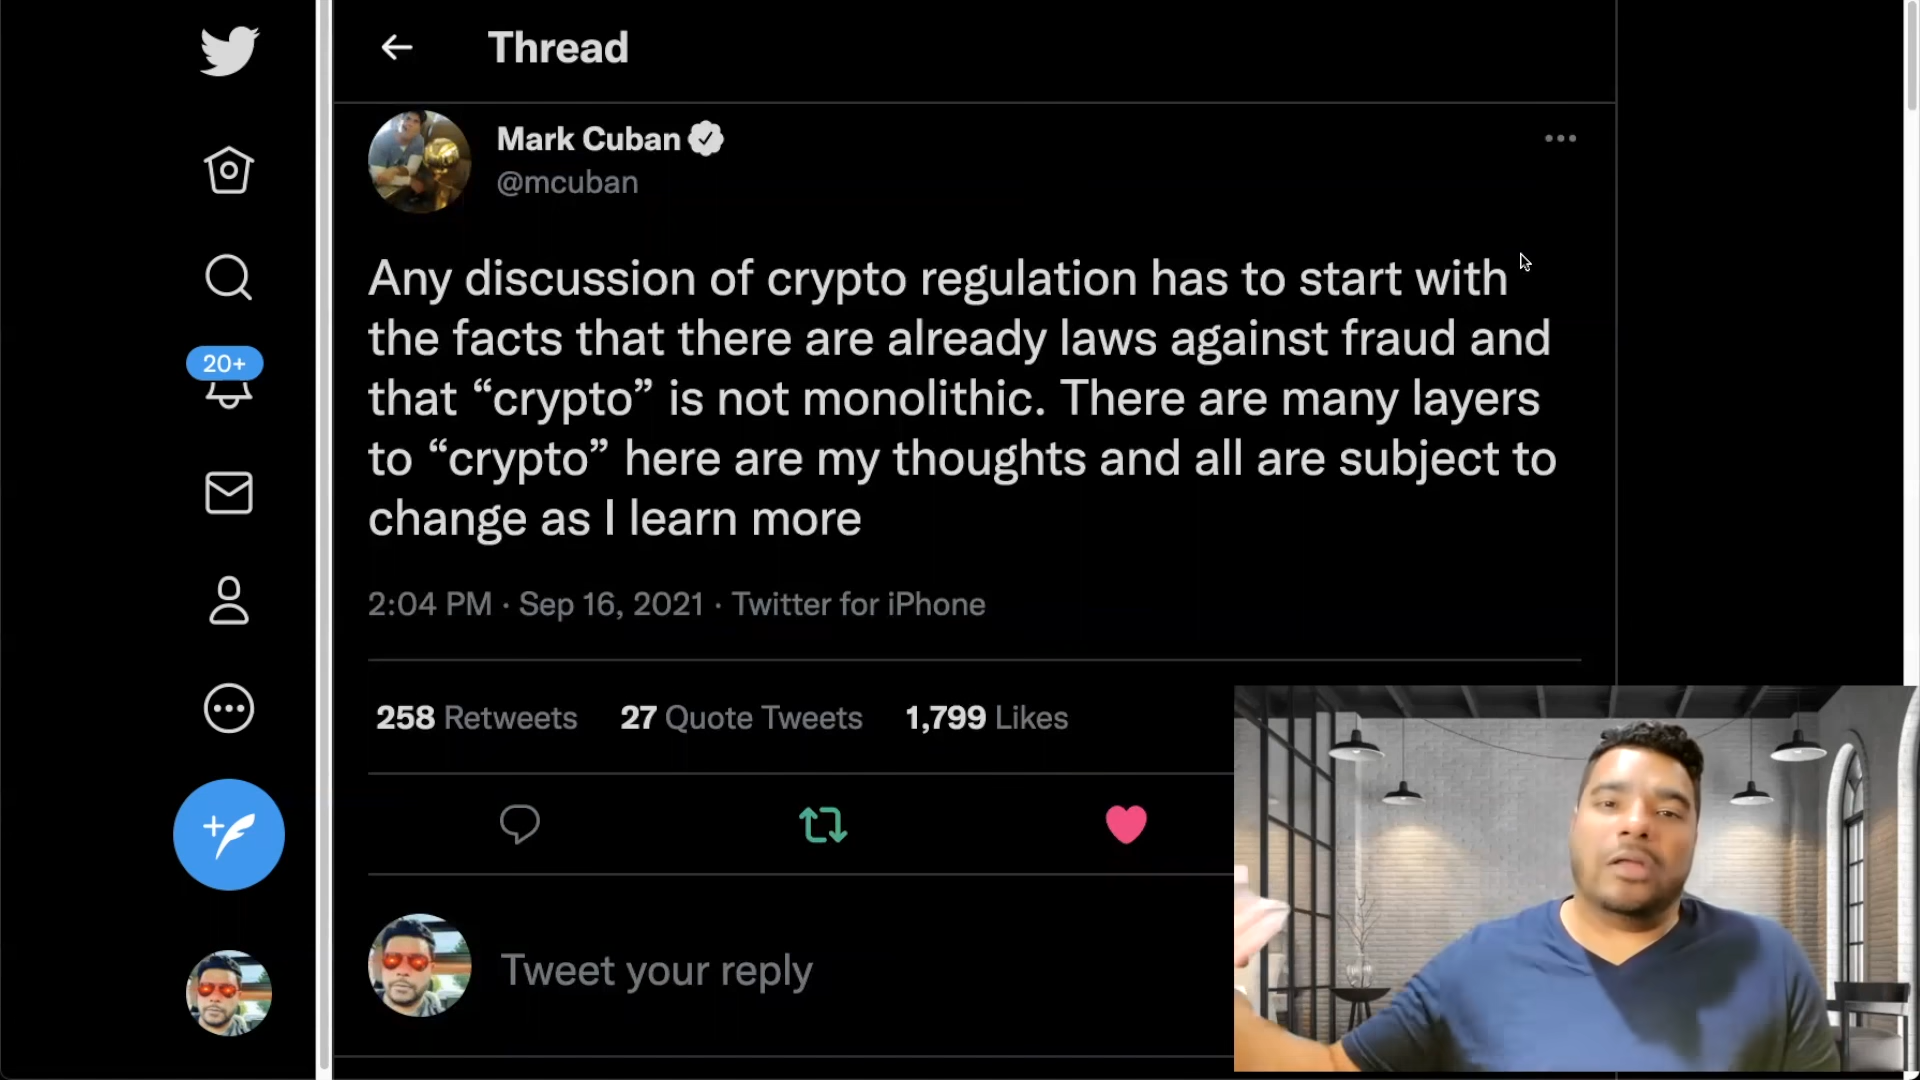 Thread
Mark Cuban
@mcuban
Any discussion of crypto regulation has to start with
the facts that there are already laws against fraud and
that “crypto” is not monolithic. There are many layers
to “crypto” here are my thoughts and all are subject to
change as I learn more
2:04 PM · Sep 16, 2021 · Twitter for iPhone
258 Retweets 27 Quote Tweets 1,799 Likes
Tweet your reply
20+